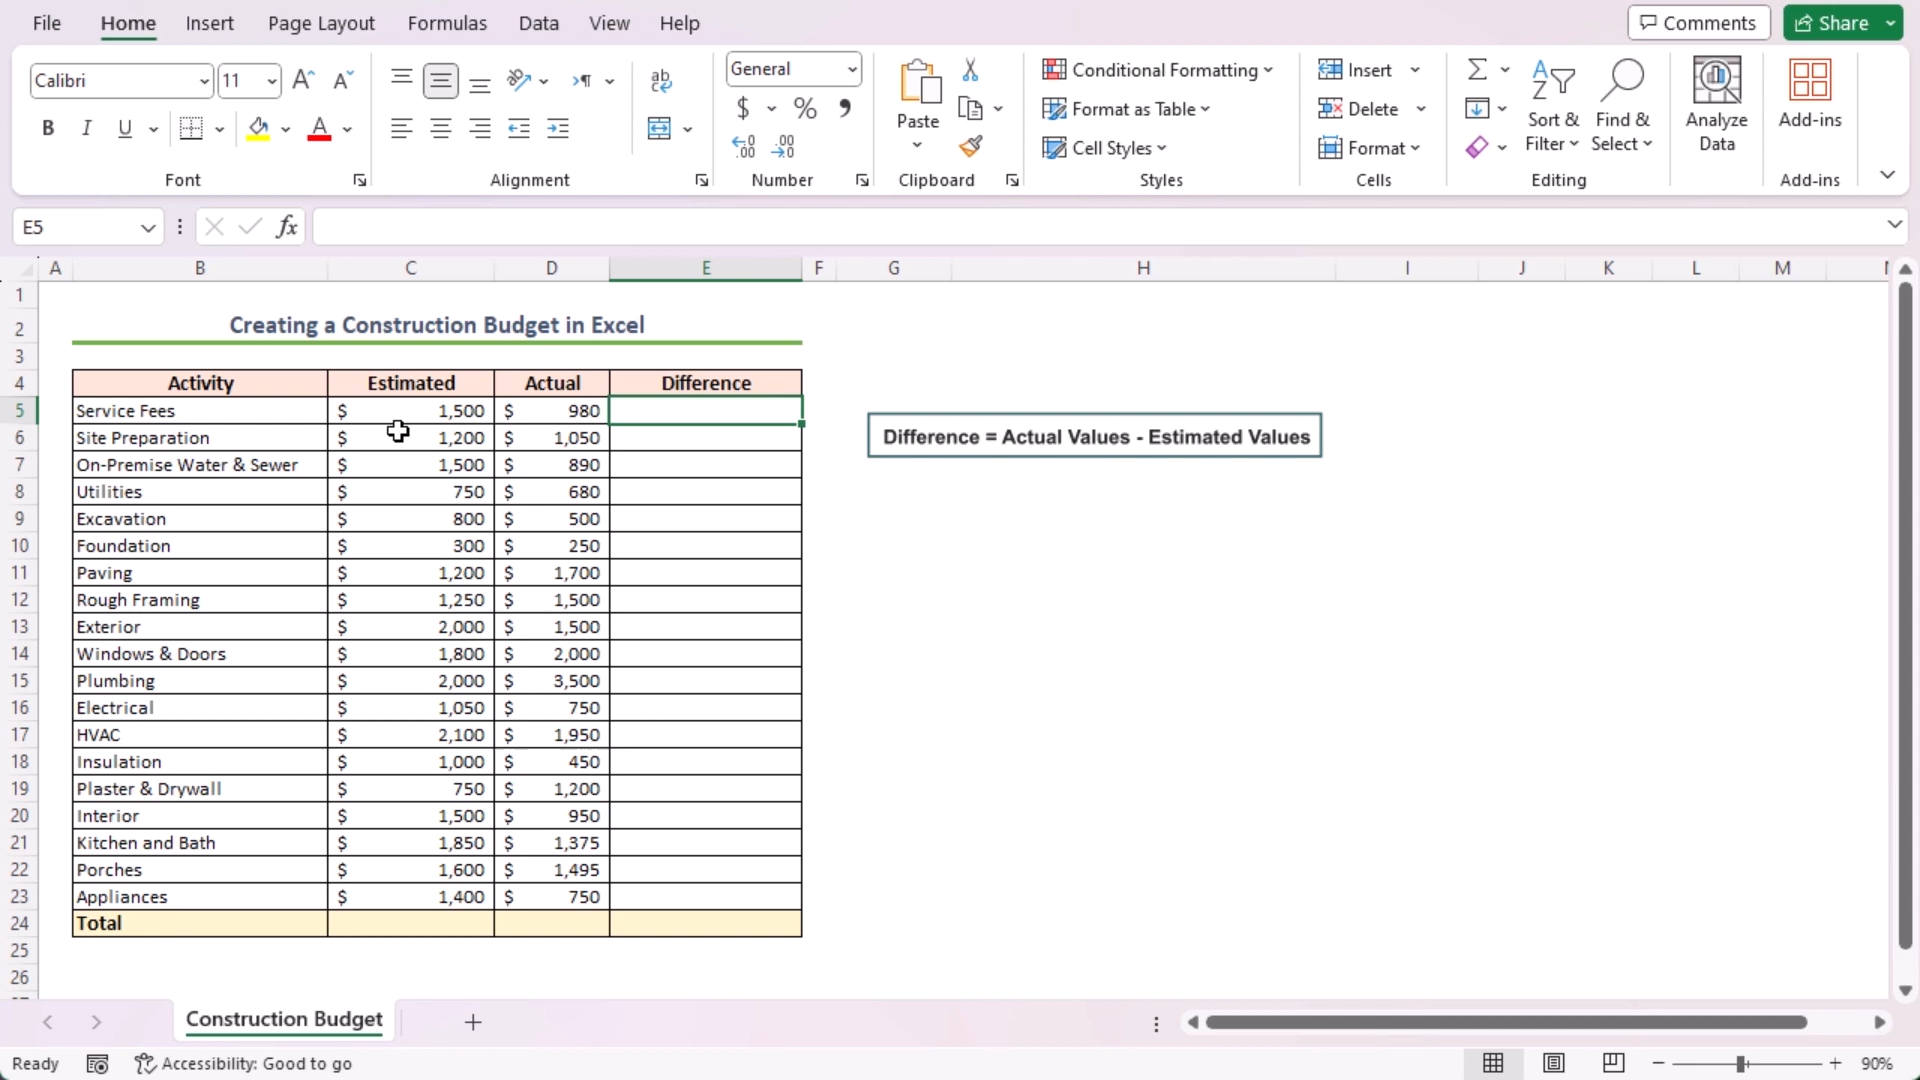 File Home Insert Page Layout Formulas Data View Help Comments Share
Calibri 11 A A ab c General Conditional Formatting Insert
B I U A $ % 9 Paste Format as Table Delete Sort & Filter Find & Select Analyze Data Add-ins
.00 .00 Cell Styles Format
Font Alignment Number Clipboard Styles Cells Editing Add-ins
E5 fx
A B C D E F G H I J K L M
1
2 Creating a Construction Budget in Excel
3
4 Activity Estimated Actual Difference
5 Service Fees $ 1,500 $ 980
6 Site Preparation $ 1,200 $ 1,050 Difference = Actual Values - Estimated Values
7 On-Premise Water & Sewer $ 1,500 $ 890
8 Utilities $ 750 $ 680
9 Excavation $ 800 $ 500
10 Foundation $ 300 $ 250
11 Paving $ 1,200 $ 1,700
12 Rough Framing $ 1,250 $ 1,500
13 Exterior $ 2,000 $ 1,500
14 Windows & Doors $ 1,800 $ 2,000
15 Plumbing $ 2,000 $ 3,500
16 Electrical $ 1,050 $ 750
17 HVAC $ 2,100 $ 1,950
18 Insulation $ 1,000 $ 450
19 Plaster & Drywall $ 750 $ 1,200
20 Interior $ 1,500 $ 950
21 Kitchen and Bath $ 1,850 $ 1,375
22 Porches $ 1,600 $ 1,495
23 Appliances $ 1,400 $ 750
24 Total
25
26
Construction Budget
Ready Accessibility: Good to go 90%